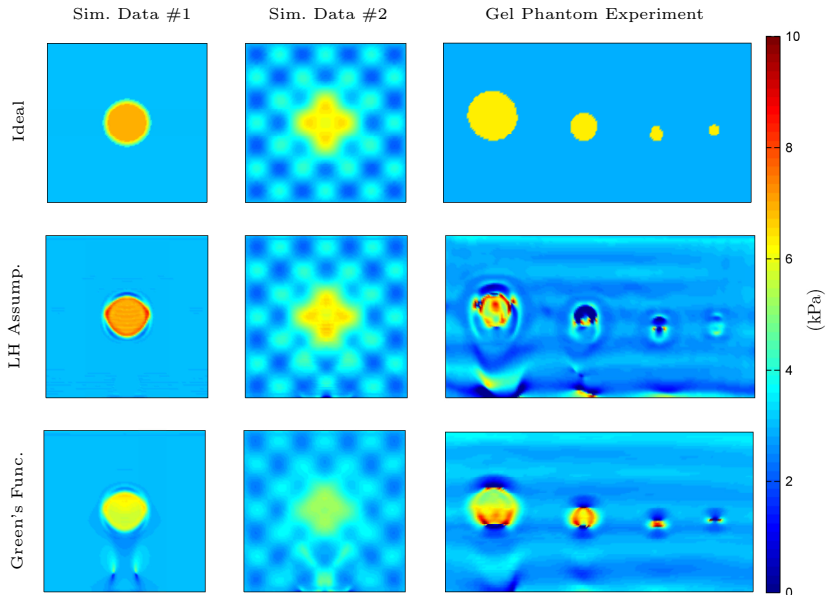 Sim. Data #1
Sim. Data #2
Gel Phantom Experiment
Ideal
LH Assump.
Green's Func.
10
8
6
4
2
0
(kPa)